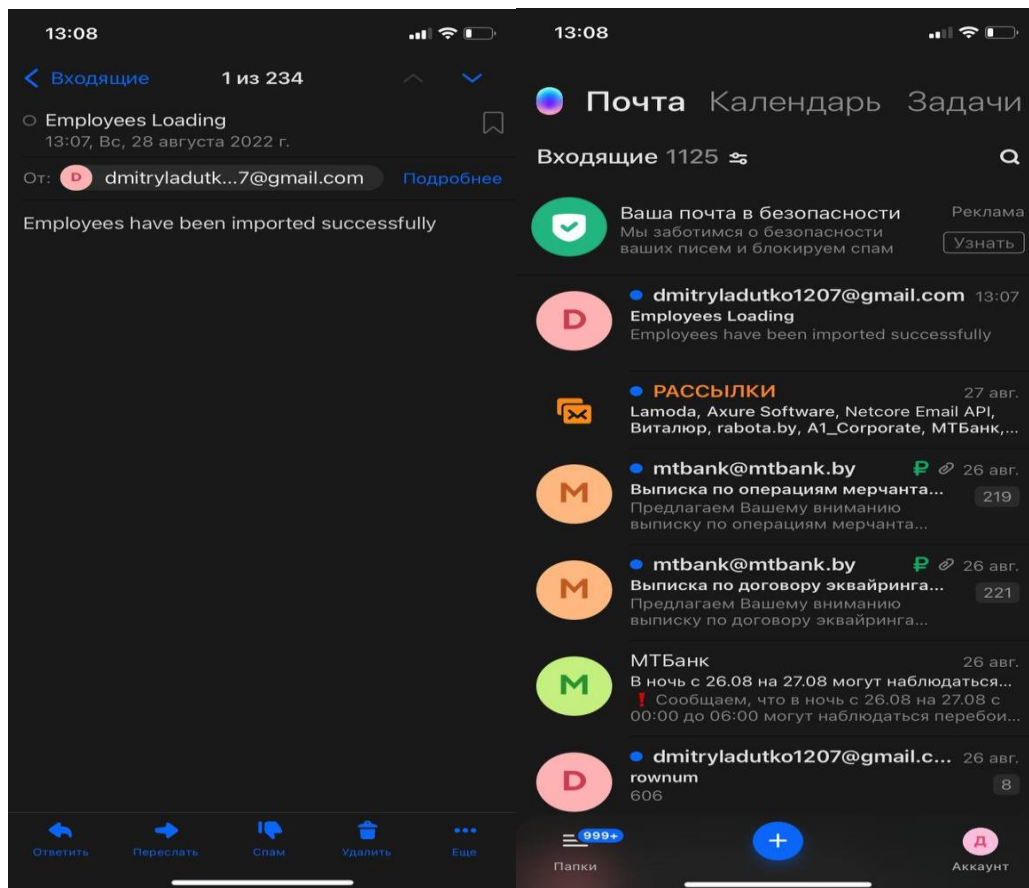 13:08
Входящие 1 из 234
Employees Loading
13:07, Вс, 28 августа 2022 г.
От: D dmitryladutk...7@gmail.com Подробнее
Employees have been imported successfully
Ответить Переслать Спам Удалить Еще
13:08
Почта Календарь Задачи
Входящие 1125
Ваша почта в безопасности Реклама
Мы заботимся о безопасности
ваших писем и блокируем спам Узнать
D dmitryladutko1207@gmail.com 13:07
Employees Loading
Employees have been imported successfully
РАССЫЛКИ 27 авг.
Lamoda, Axure Software, Netcore Email API,
Виталюр, rabota.by, A1_Corporate, МТБанк,...
M mtbank@mtbank.by ₽ 26 авг.
Выписка по операциям мерчанта... 219
Предлагаем Вашему вниманию
выписку по операциям мерчанта...
M mtbank@mtbank.by ₽ 26 авг.
Выписка по договору эквайринга... 221
Предлагаем Вашему вниманию
выписку по договору эквайринга...
М МТБанк 26 авг.
В ночь с 26.08 на 27.08 могут наблюдаться...
❗ Сообщаем, что в ночь с 26.08 на 27.08 с
00:00 до 06:00 могут наблюдаться перебои...
D dmitryladutko1207@gmail.c... 26 авг.
rownum 8
606
999+
Папки Д Аккаунт